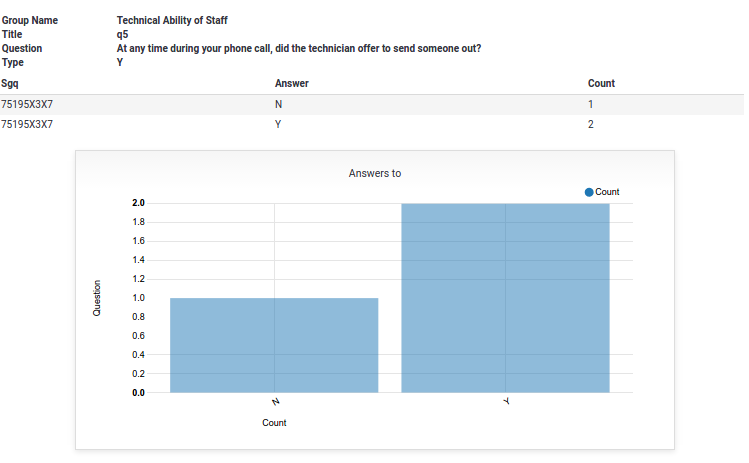 Group Name Technical Ability of Staff
Title q5
Question At any time during your phone call, did the technician offer to send someone out?
Type Y
Sgq Answer Count
75195X3X7 N 1
75195X3X7 Y 2
Answers to
Count
2.0
1.8
1.6
1.4
1.2
1.0
0.8
0.6
0.4
0.2
0.0
Question
N Y
Count